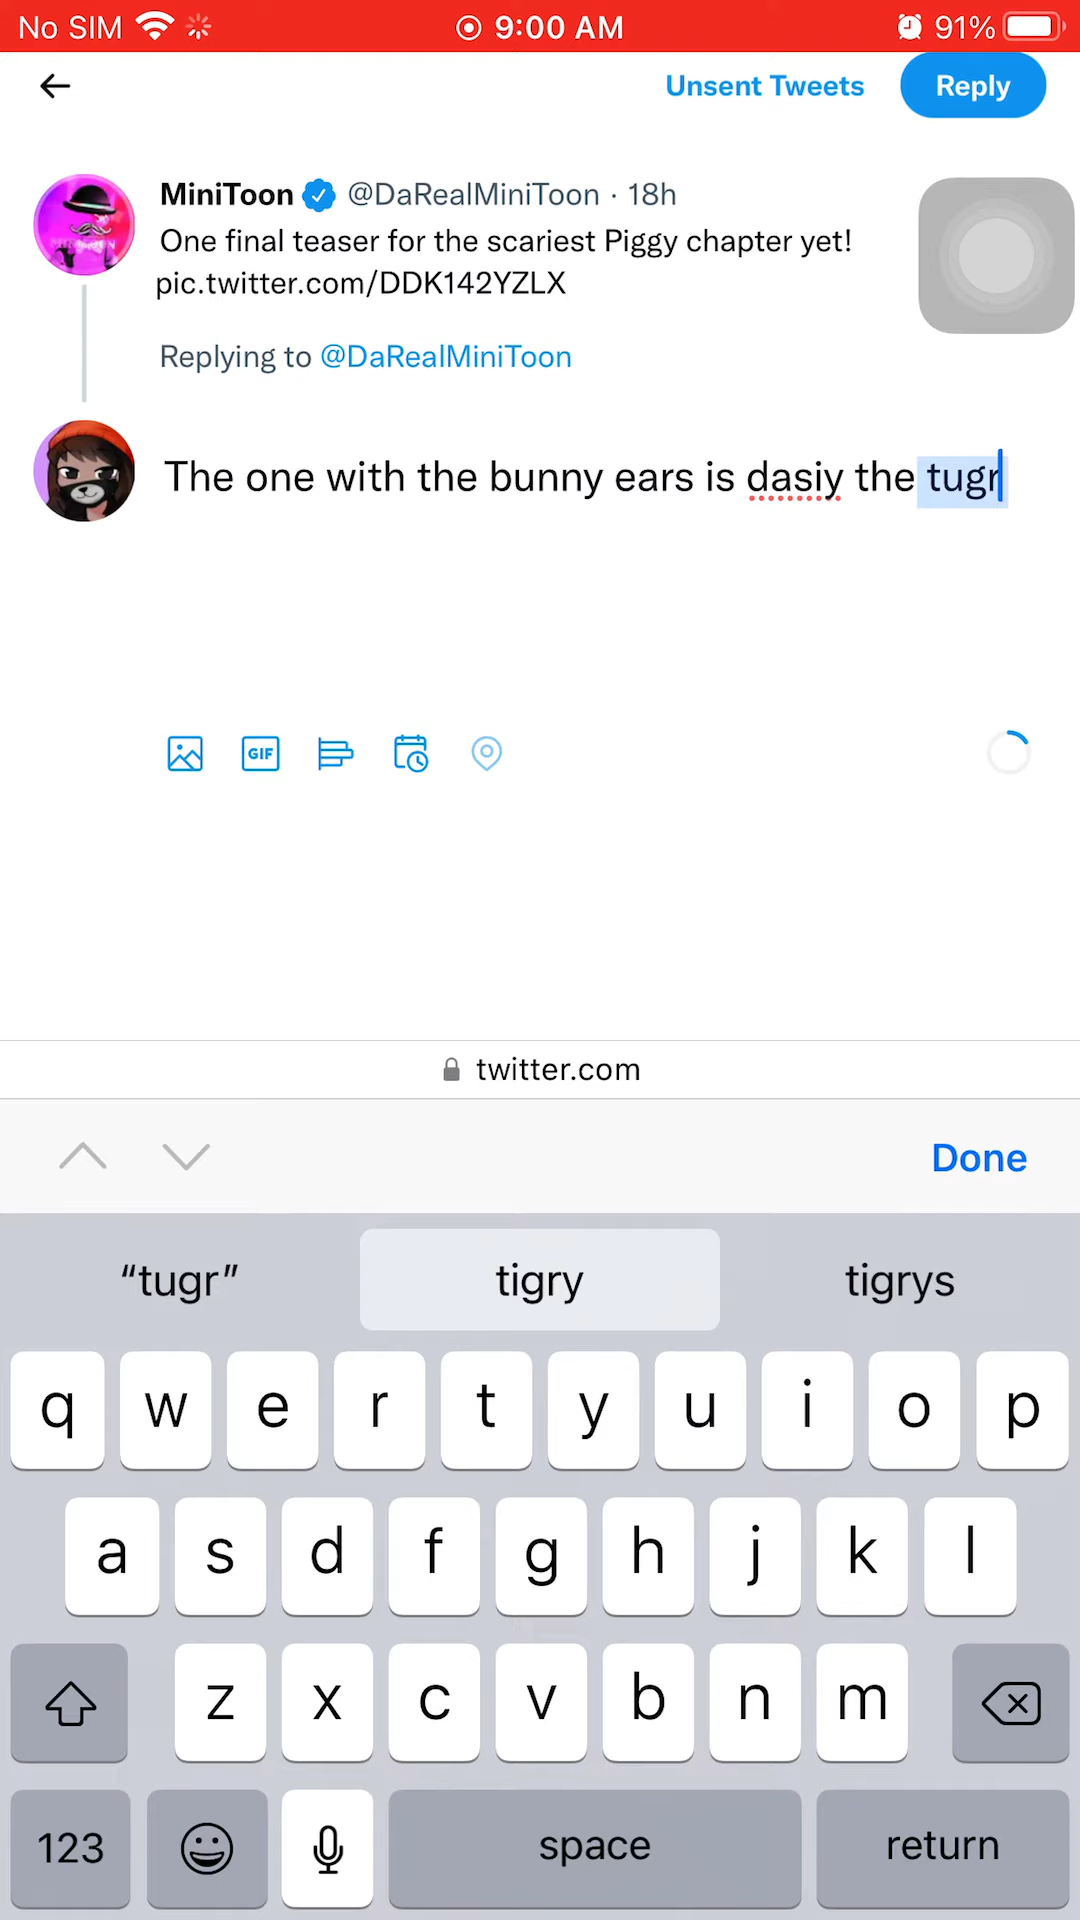 No SIM 9:00 AM 91%
Unsent Tweets Reply
MiniToon @DaRealMiniToon · 18h
One final teaser for the scariest Piggy chapter yet!
pic.twitter.com/DDK142YZLX
Replying to @DaRealMiniToon
The one with the bunny ears is dasiy the tugr
GIF
twitter.com
Done
“tugr” tigry tigrys
q w e r t y u i o p
a s d f g h j k l
z x c v b n m
123 space return